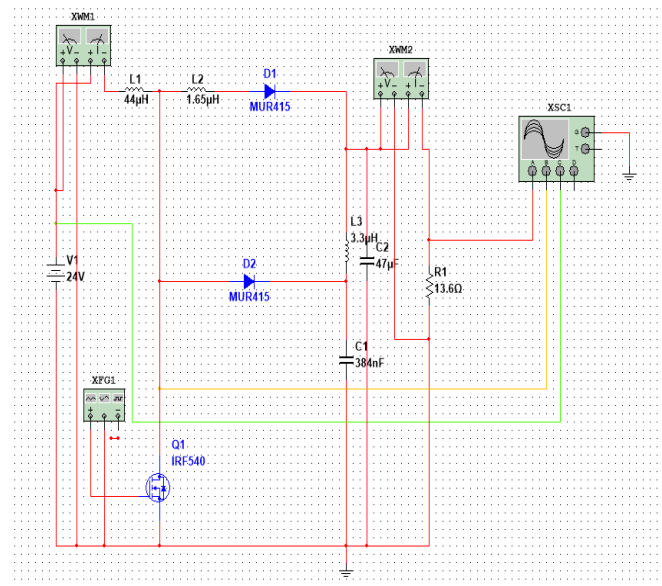 XWM1
V I
+ - + -
L1
44μH
L2
1.65μH
D1
MUR415
XWM2
V I
+ - + -
XSC1
G
T
A B C D
L3
3.3μH
C2
47μF
R1
13.6Ω
D2
MUR415
V1
24V
C1
384nF
XFG1
+ -
Q1
IRF540